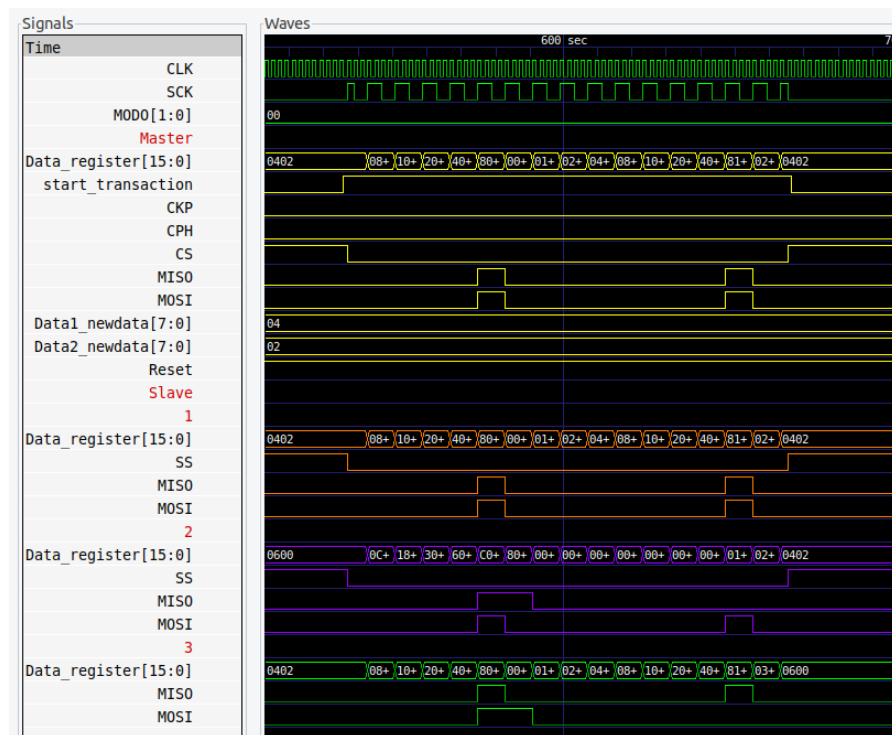 Signals Waves
Time 600 sec 7
CLK
SCK
MODO[1:0] 00
Master
Data_register[15:0] 0402 08+ 10+ 20+ 40+ 80+ 00+ 01+ 02+ 04+ 08+ 10+ 20+ 40+ 81+ 02+ 0402
start_transaction
CKP
CPH
CS
MISO
MOSI
Data1_newdata[7:0] 04
Data2_newdata[7:0] 02
Reset
Slave
1
Data_register[15:0] 0402 08+ 10+ 20+ 40+ 80+ 00+ 01+ 02+ 04+ 08+ 10+ 20+ 40+ 81+ 02+ 0402
SS
MISO
MOSI
2
Data_register[15:0] 0600 0C+ 18+ 30+ 60+ C0+ 80+ 00+ 00+ 00+ 00+ 00+ 00+ 01+ 02+ 0402
SS
MISO
MOSI
3
Data_register[15:0] 0402 08+ 10+ 20+ 40+ 80+ 00+ 01+ 02+ 04+ 08+ 10+ 20+ 40+ 81+ 03+ 0600
MISO
MOSI